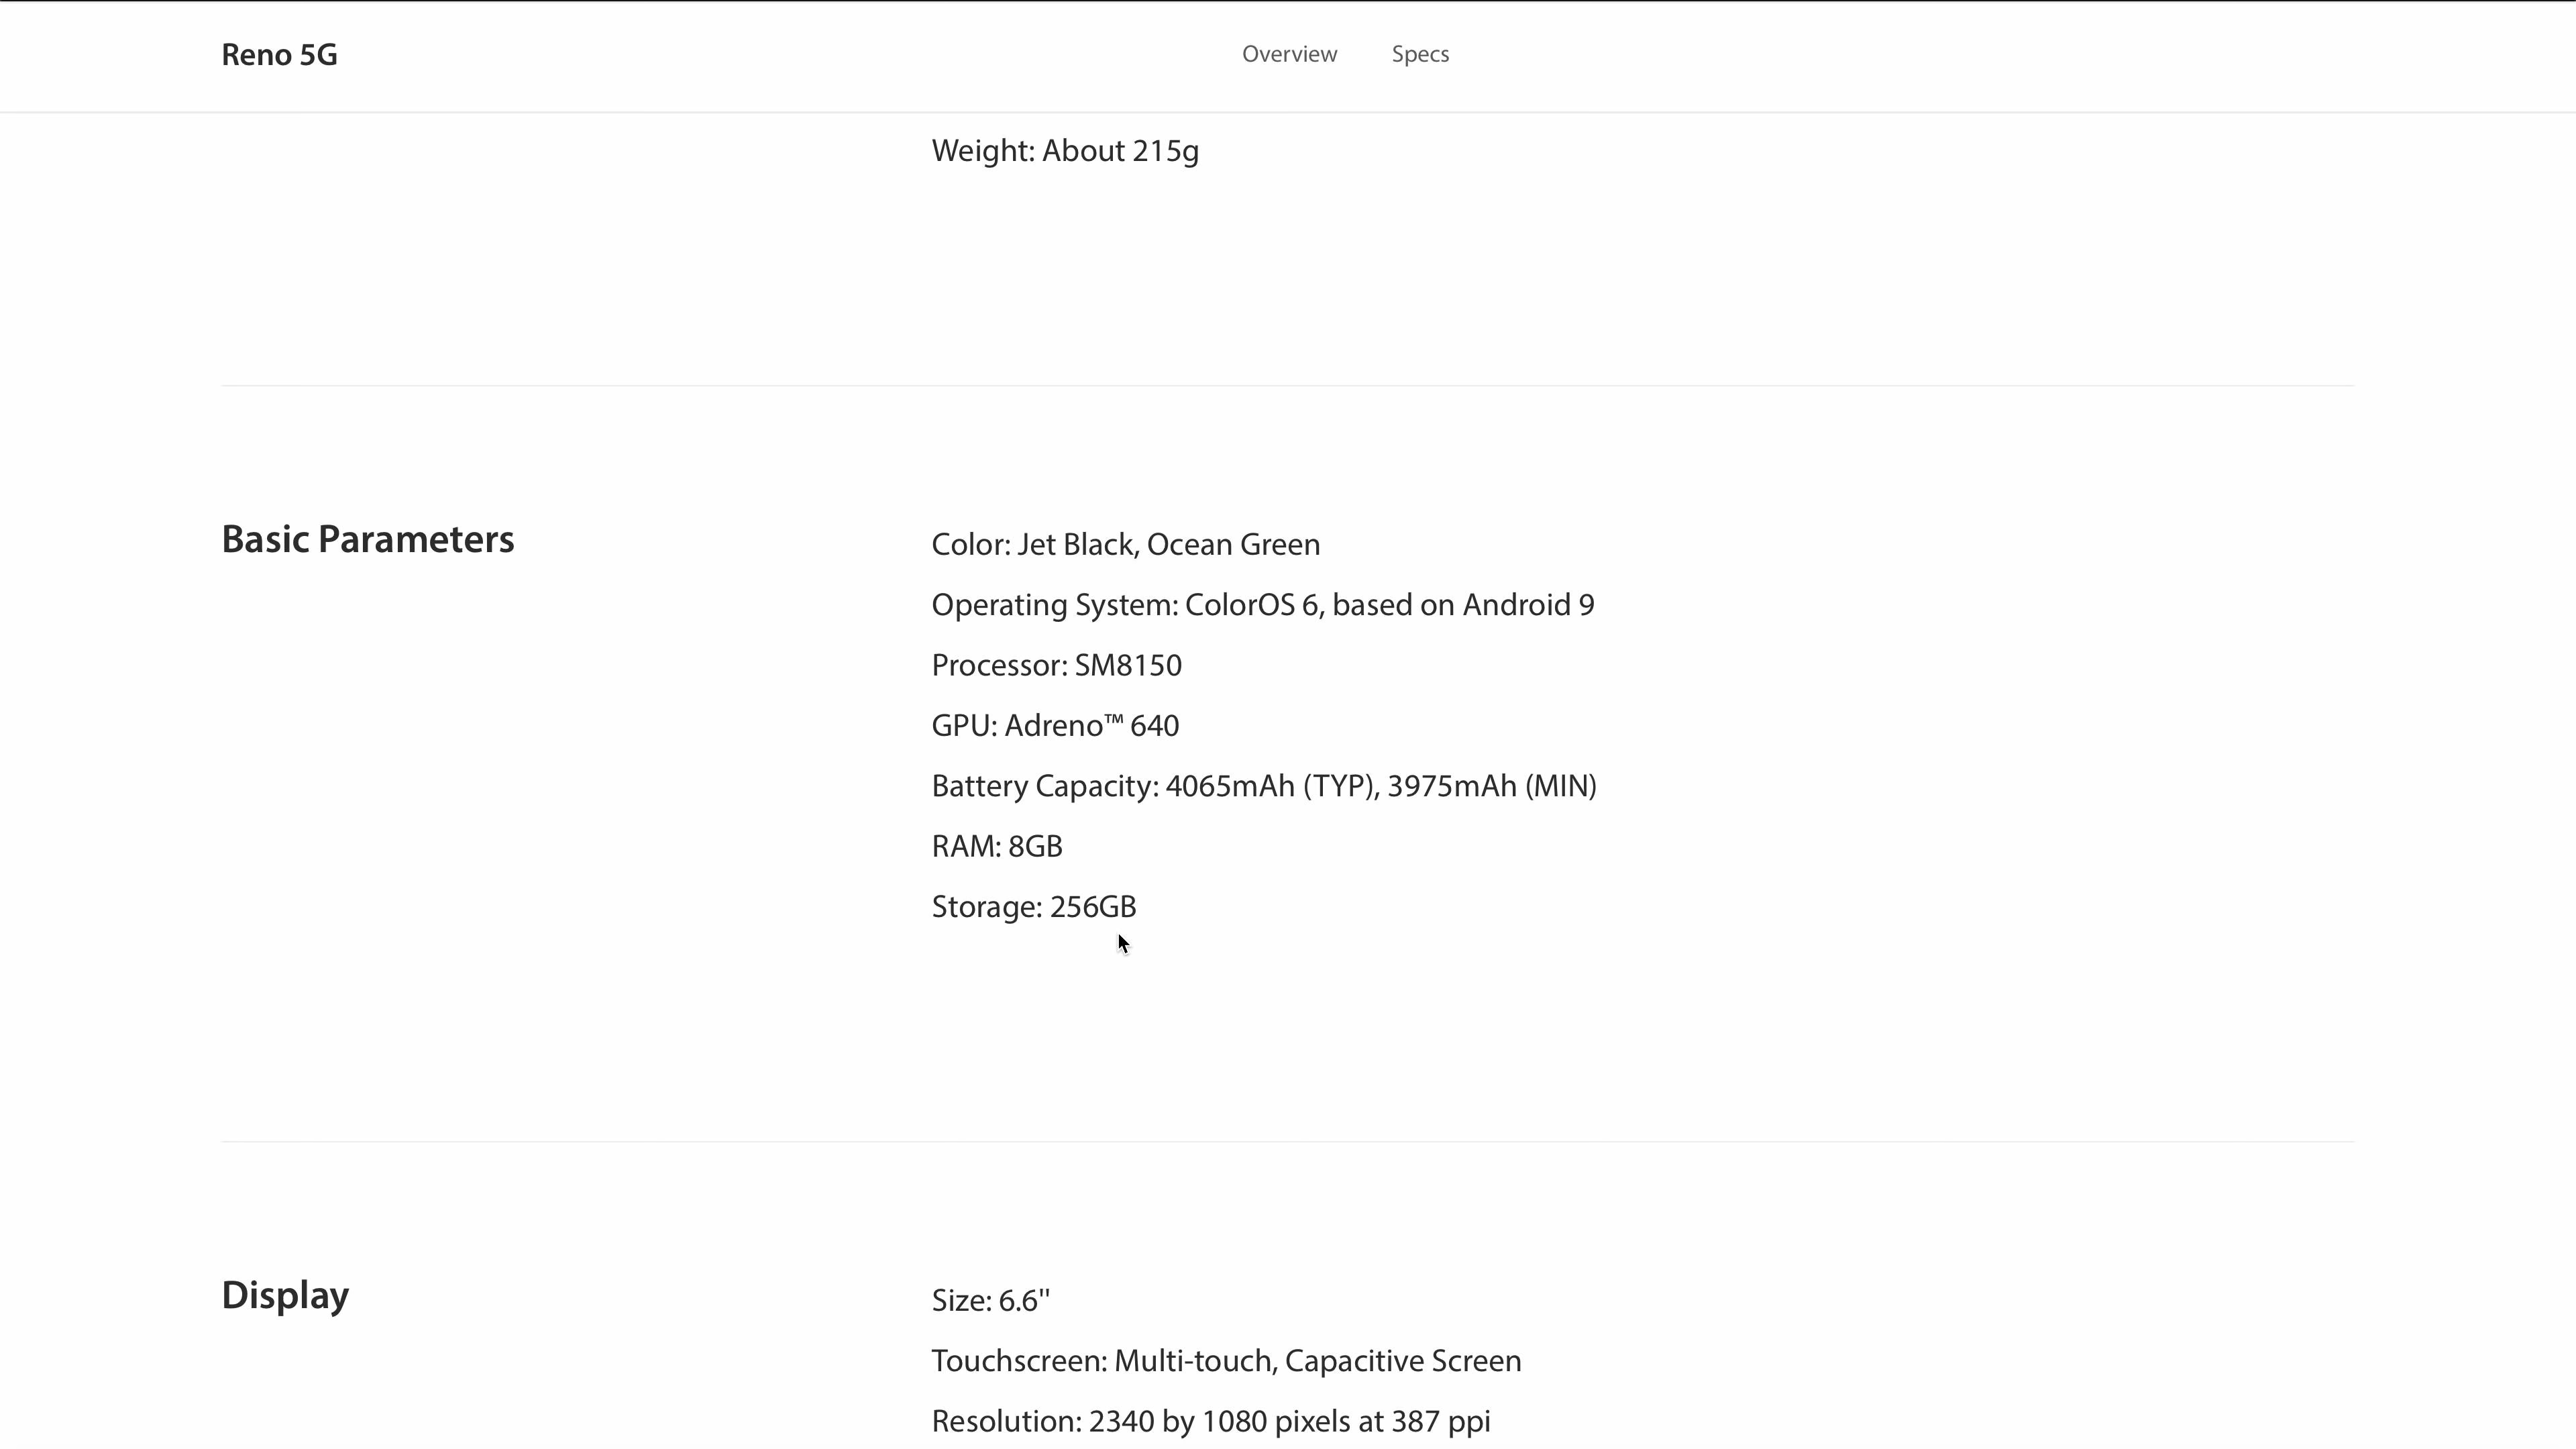 Reno 5G
Overview
Specs
Weight: About 215g
Basic Parameters
Color: Jet Black, Ocean Green
Operating System: ColorOS 6, based on Android 9
Processor: SM8150
GPU: Adreno™ 640
Battery Capacity: 4065mAh (TYP), 3975mAh (MIN)
RAM: 8GB
Storage: 256GB
Display
Size: 6.6''
Touchscreen: Multi-touch, Capacitive Screen
Resolution: 2340 by 1080 pixels at 387 ppi